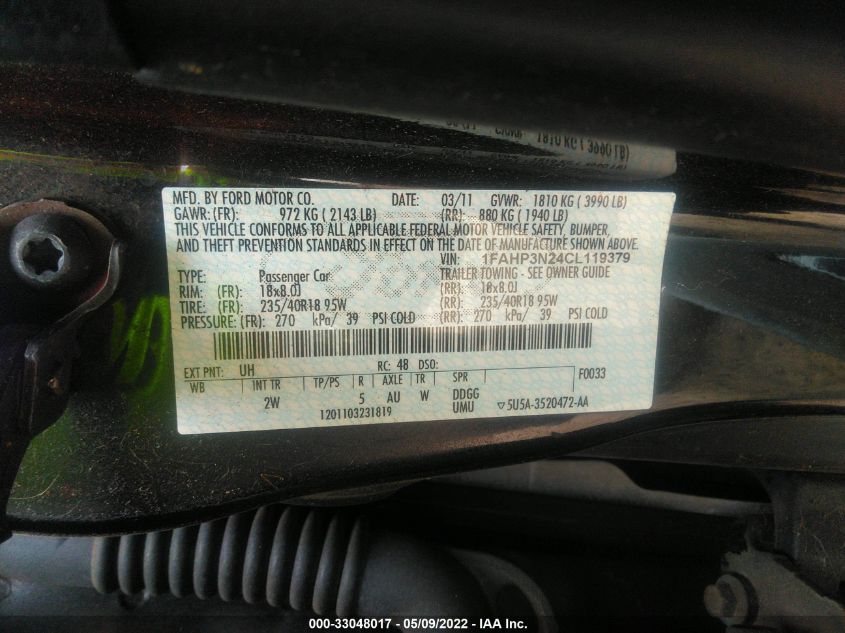 1810 KG ( 3990 LB)
MFD. BY FORD MOTOR CO. DATE: 03/11 GVWR: 1810 KG ( 3990 LB)
GAWR: (FR): 972 KG ( 2143 LB) (RR): 880 KG ( 1940 LB)
THIS VEHICLE CONFORMS TO ALL APPLICABLE FEDERAL MOTOR VEHICLE SAFETY, BUMPER,
AND THEFT PREVENTION STANDARDS IN EFFECT ON THE DATE OF MANUFACTURE SHOWN ABOVE.
VIN: 1FAHP3N24CL119379
TYPE: Passenger Car TRAILER TOWING - SEE OWNER GUIDE
RIM: (FR) 18x8.0J (RR): 18x8.0J
TIRE: (FR) 235/40R18 95W (RR): 235/40R18 95W
PRESSURE: (FR): 270 kPa/ 39 PSI COLD (RR): 270 kPa/ 39 PSI COLD
EXT PNT: UH RC: 48 DSO: F0033
WB INT TR TP/PS R AXLE TR SPR
2W 5 AU W DDGG
1201103231819 UMU ▽5U5A-3520472-AA
000-33048017 - 05/09/2022 - IAA Inc.